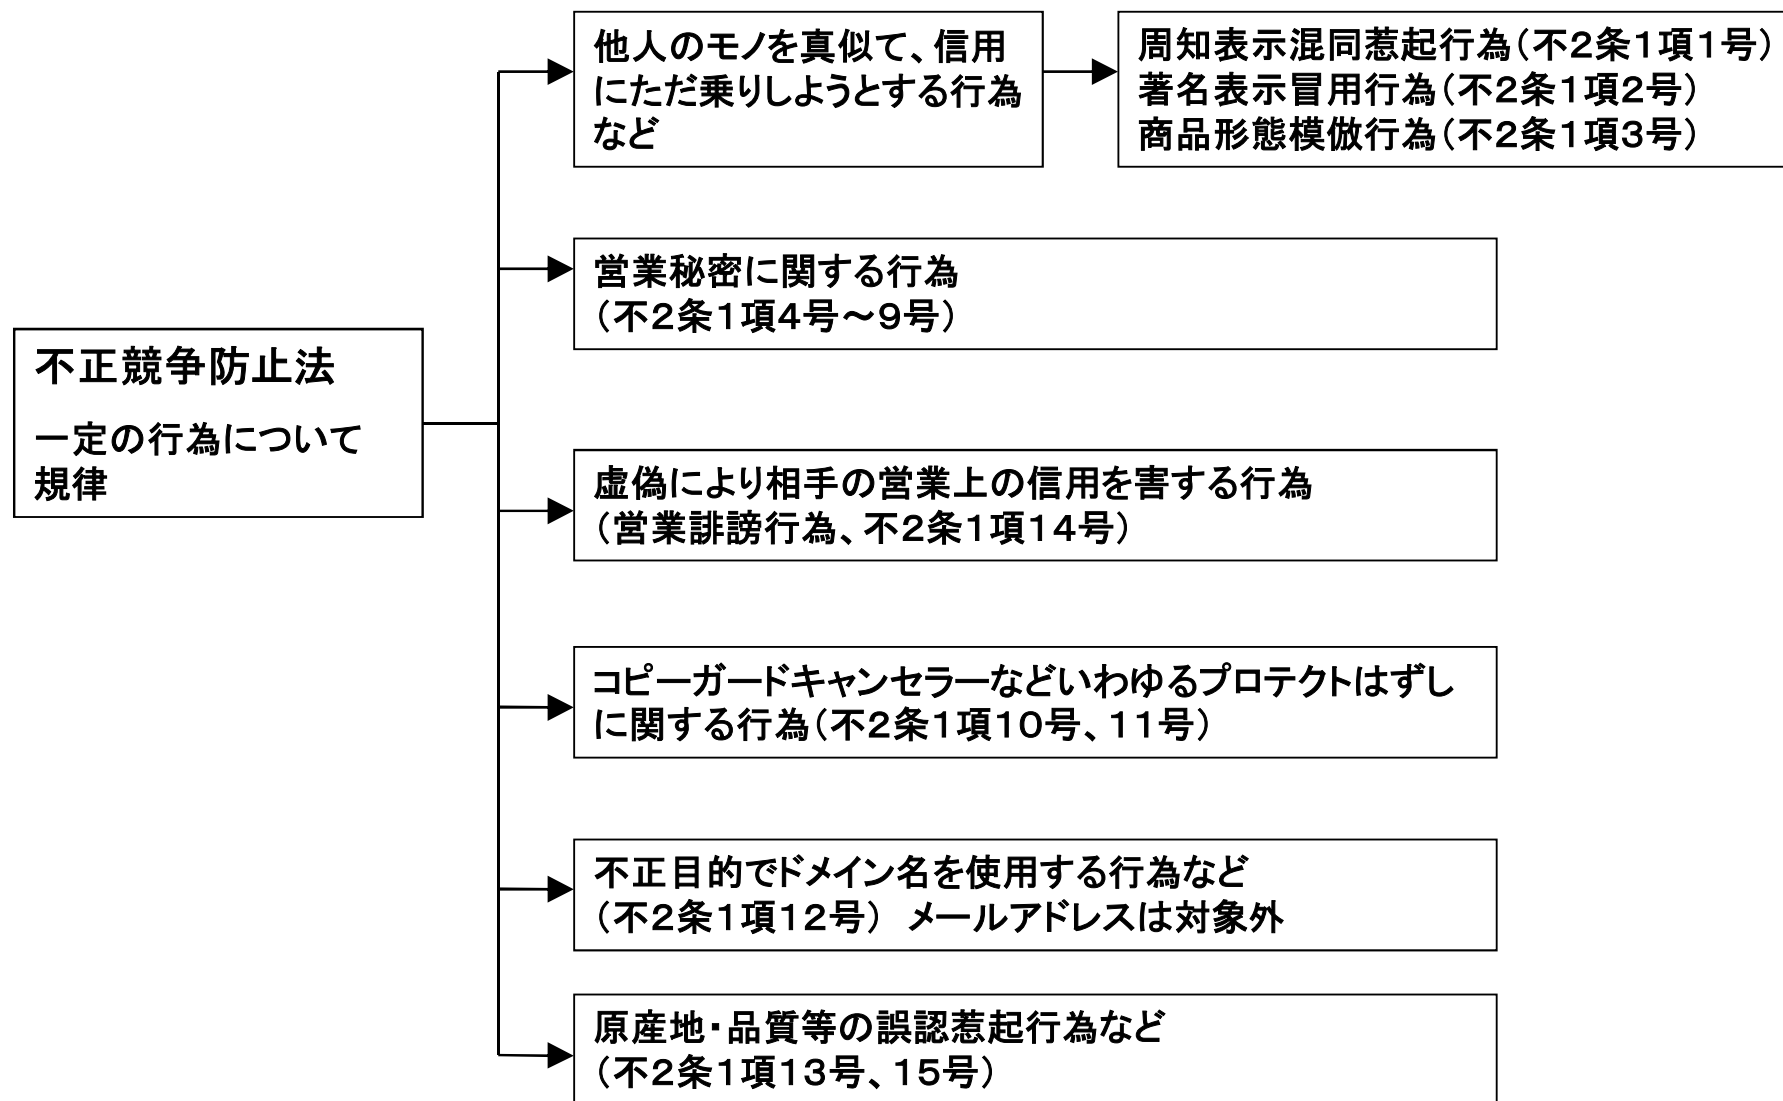 他人のモノを真似て、信用
にただ乗りしようとする行為
など
周知表示混同惹起行為(不2条1項1号)
著名表示冒用行為(不2条1項2号)
商品形態模倣行為(不2条1項3号)
営業秘密に関する行為
(不2条1項4号～9号)
不正競争防止法
一定の行為について
規律
虚偽により相手の営業上の信用を害する行為
(営業誹謗行為、不2条1項14号)
コピーガードキャンセラーなどいわゆるプロテクトはずし
に関する行為(不2条1項10号、11号)
不正目的でドメイン名を使用する行為など
(不2条1項12号) メールアドレスは対象外
原産地・品質等の誤認惹起行為など
(不2条1項13号、15号)